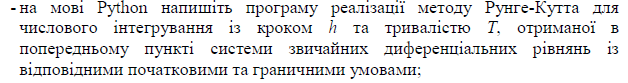 - на мові Python напишіть програму реалізації методу Рунге-Кутта для
числового інтегрування із кроком h та тривалістю T, отриманої в
попередньому пункті системи звичайних диференціальних рівнянь із
відповідними початковими та граничними умовами;